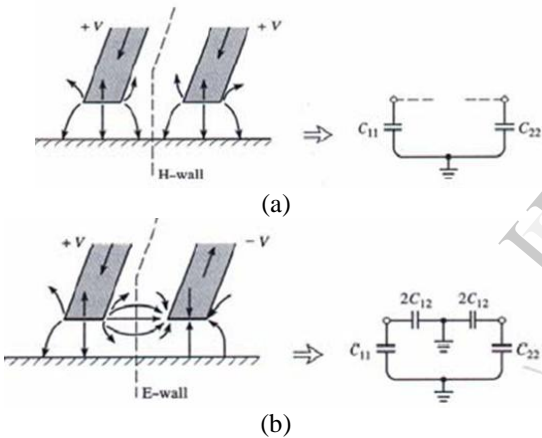 +V +V
C₁₁ C₂₂
H-wall
(a)
+V -V
2C₁₂ 2C₁₂
C₁₁ C₂₂
E-wall
(b)